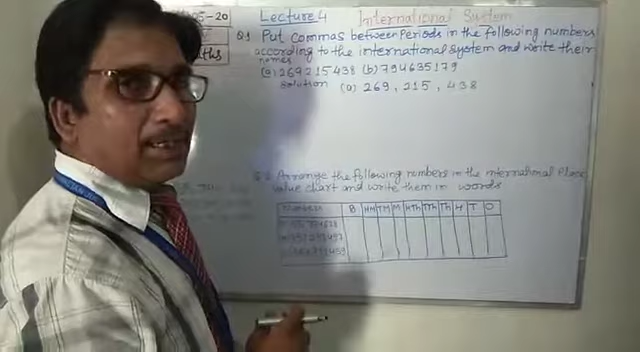 05-20
Lecture 4 International System
Q1 Put commas between Periods in the following numbers
according to the international system and write their
names
(a) 269215438 (b) 794635179
Solution (a) 269, 215, 438
Arrange the following numbers in the international Place
value chart and write them in words
B HM TM M HTh TTh Th H T O